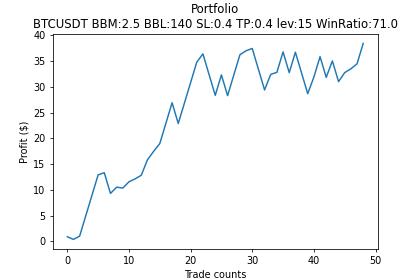 Portfolio
BTCUSDT BBM:2.5 BBL:140 SL:0.4 TP:0.4 lev:15 WinRatio:71.0
40
35
30
25
20
15
10
5
0
Profit ($)
0 10 20 30 40 50
Trade counts